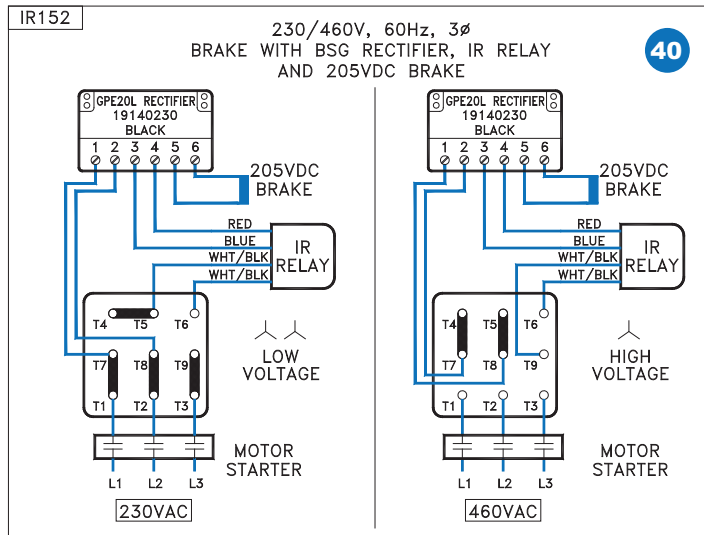 IR152
230/460V, 60Hz, 3ø
BRAKE WITH BSG RECTIFIER, IR RELAY
AND 205VDC BRAKE
40
GPE20L RECTIFIER
19140230
BLACK
1 2 3 4 5 6
205VDC
BRAKE
RED
BLUE
WHT/BLK
WHT/BLK
IR
RELAY
T4 T5 T6
T7 T8 T9
T1 T2 T3
LOW
VOLTAGE
MOTOR
STARTER
L1 L2 L3
230VAC
GPE20L RECTIFIER
19140230
BLACK
1 2 3 4 5 6
205VDC
BRAKE
RED
BLUE
WHT/BLK
WHT/BLK
IR
RELAY
T4 T5 T6
T7 T8 T9
T1 T2 T3
HIGH
VOLTAGE
MOTOR
STARTER
L1 L2 L3
460VAC